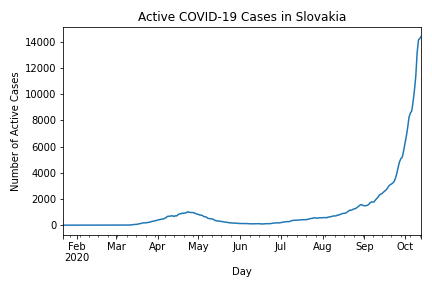 Active COVID-19 Cases in Slovakia
14000
12000
10000
8000
6000
4000
2000
0
Number of Active Cases
Feb Mar Apr May Jun Jul Aug Sep Oct
2020
Day